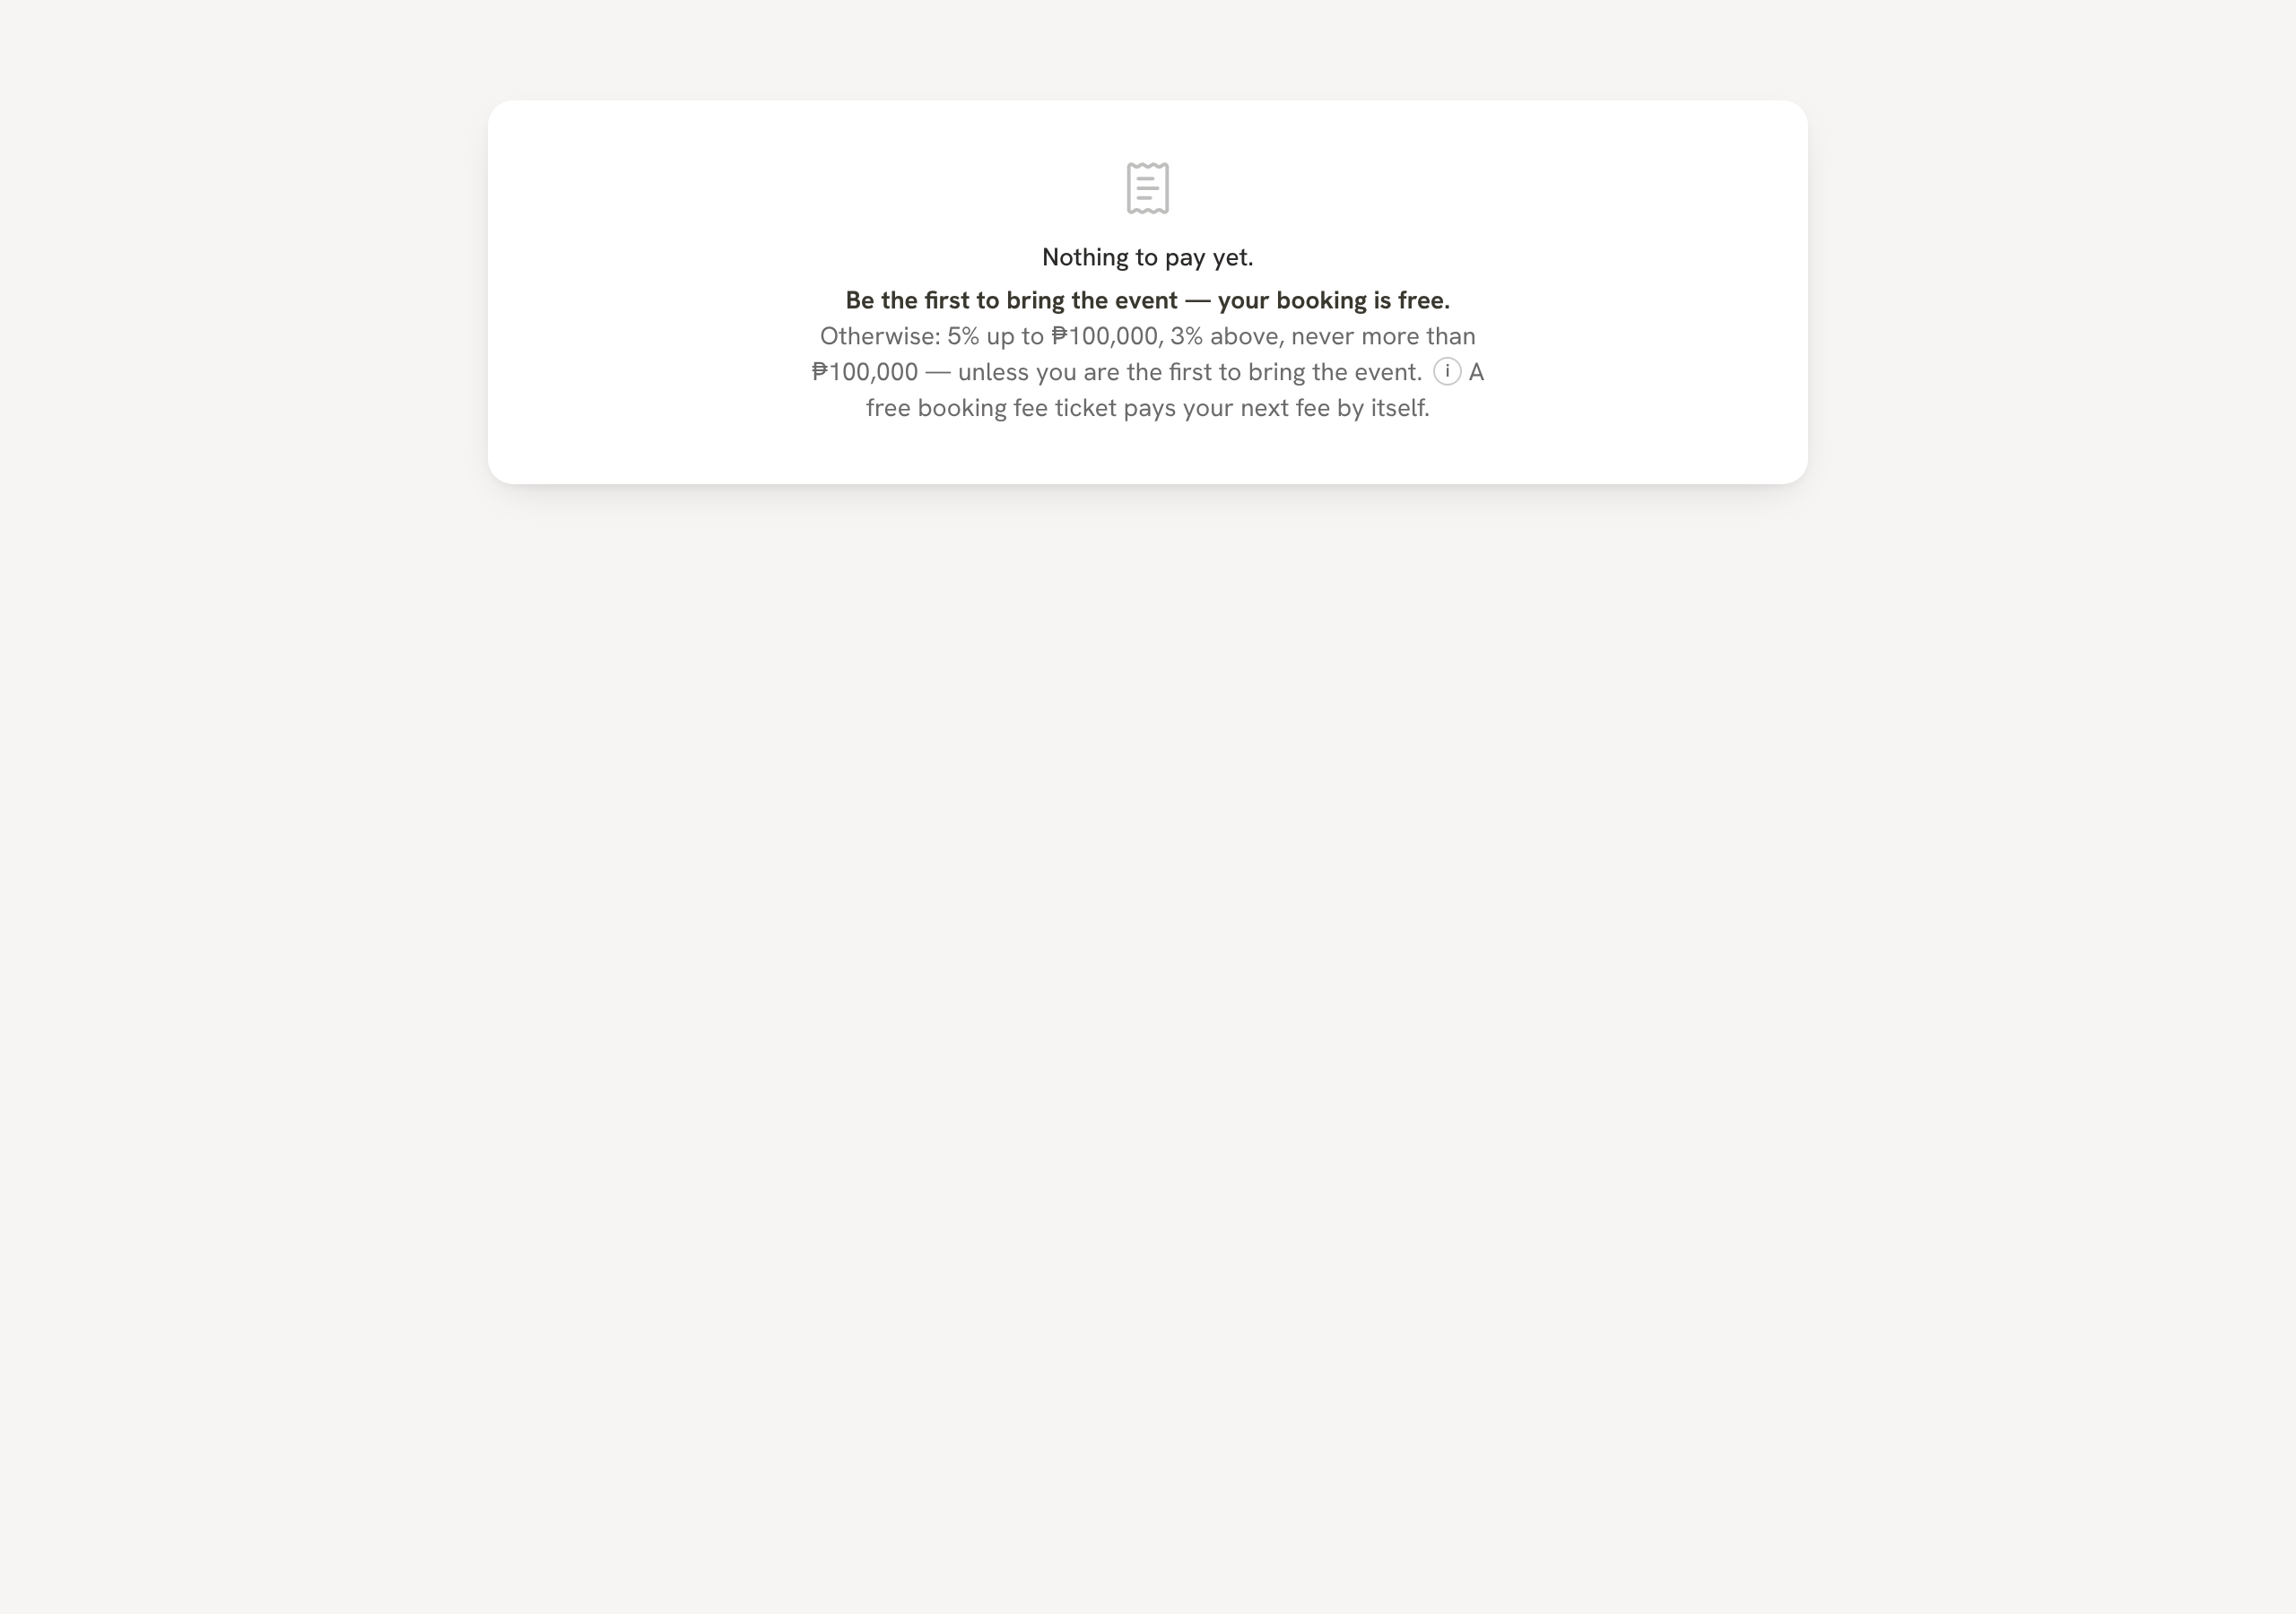 Nothing to pay yet.
Be the first to bring the event — your booking is free.
Otherwise: 5% up to ₱100,000, 3% above, never more than
₱100,000 — unless you are the first to bring the event. i A
free booking fee ticket pays your next fee by itself.